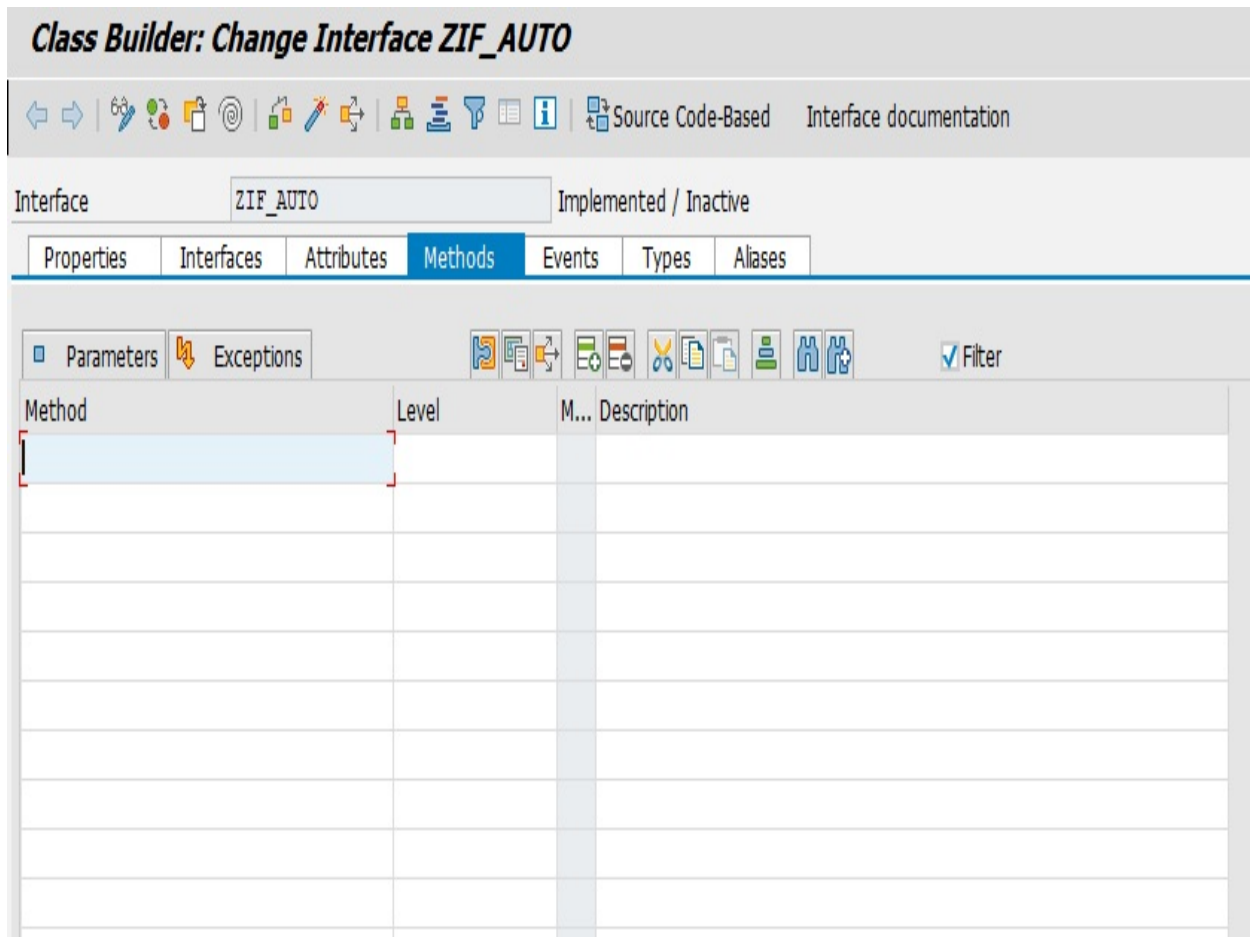 Class Builder: Change Interface ZIF_AUTO
Source Code-Based Interface documentation
Interface ZIF_AUTO Implemented / Inactive
Properties Interfaces Attributes Methods Events Types Aliases
Parameters Exceptions Filter
Method Level M... Description